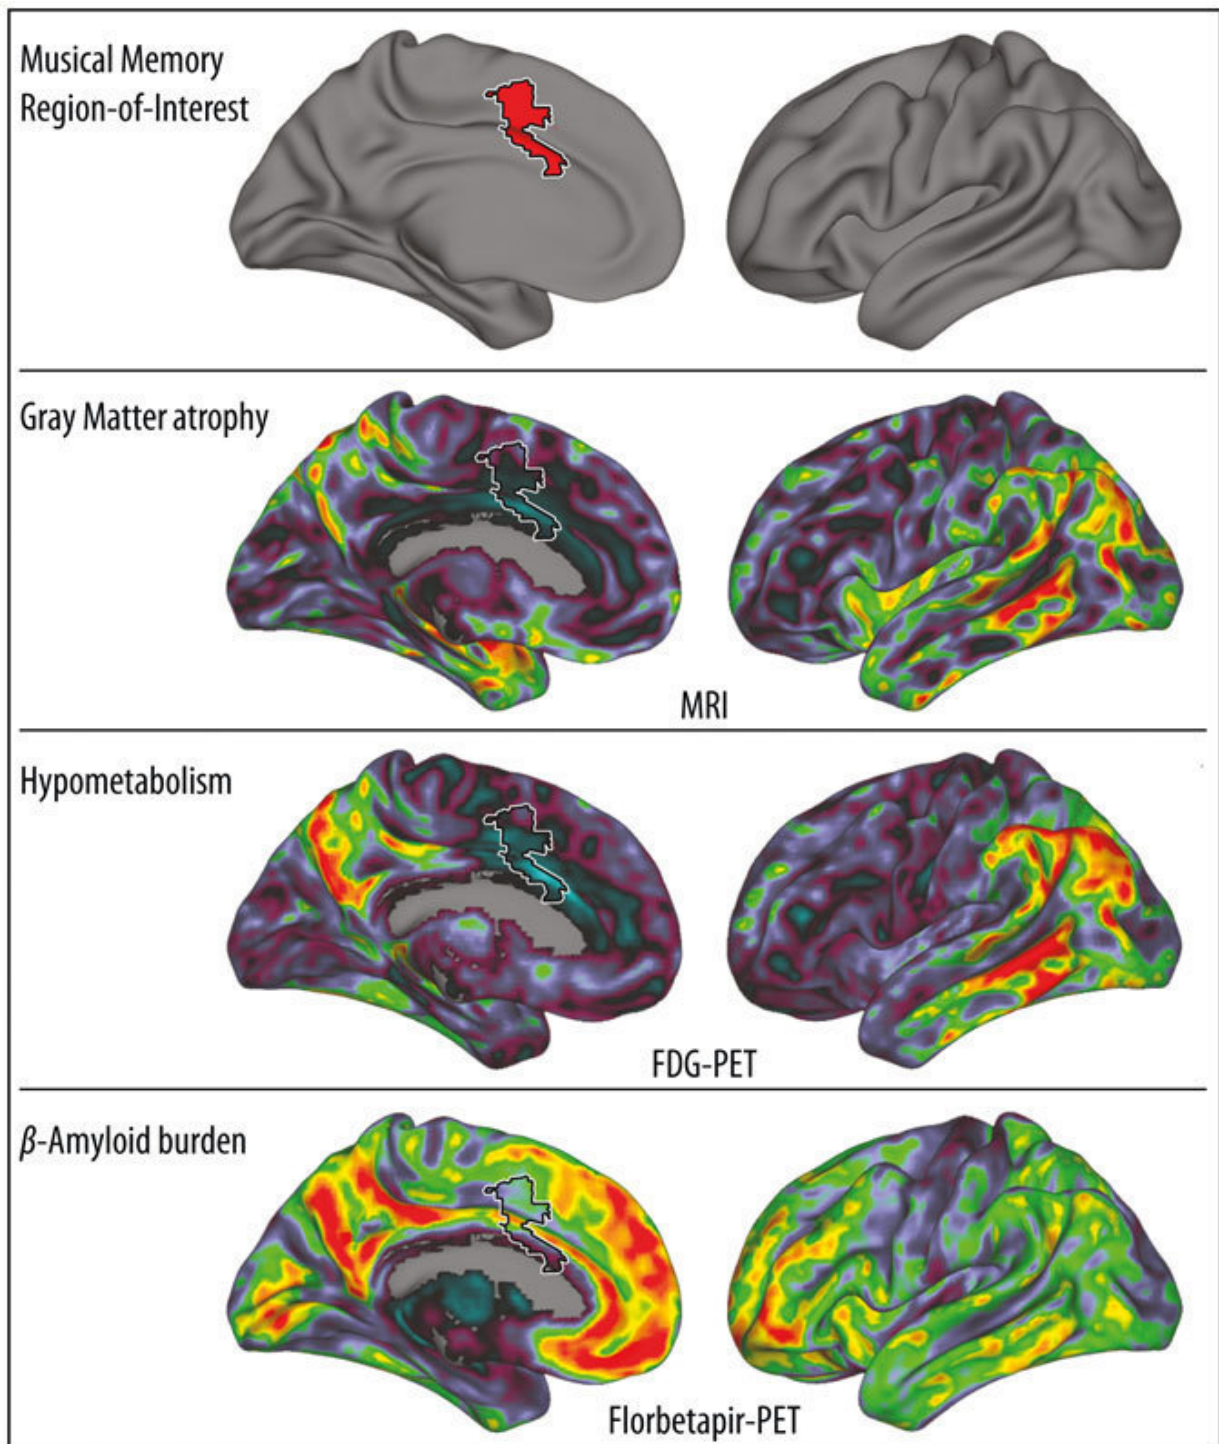 Musical Memory
Region-of-Interest
Gray Matter atrophy
MRI
Hypometabolism
FDG-PET
β-Amyloid burden
Florbetapir-PET